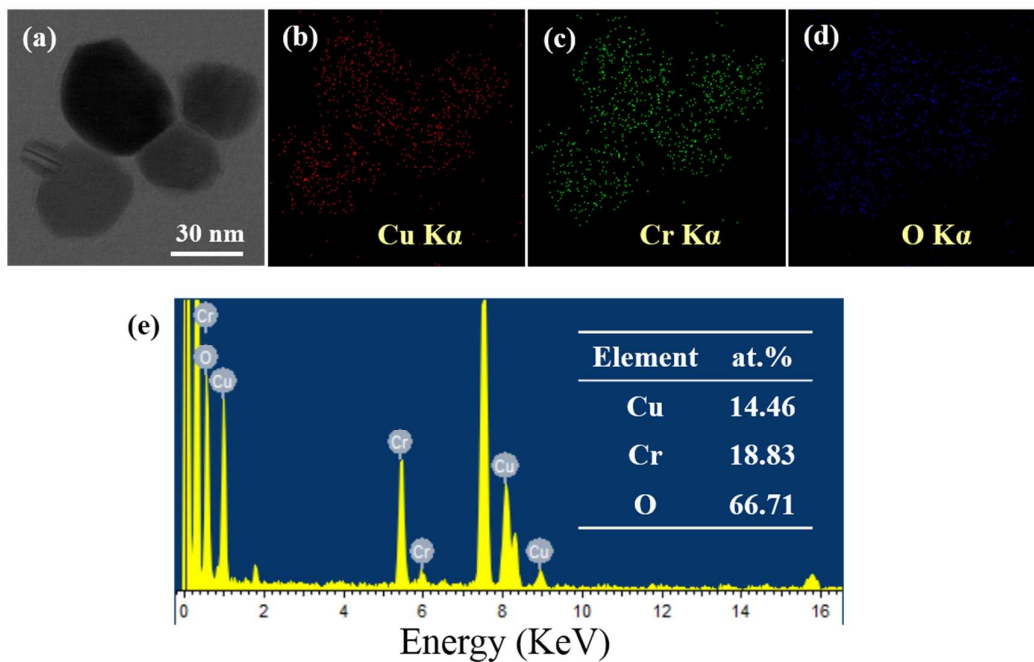 (a)
30 nm
(b)
Cu Kα
(c)
Cr Kα
(d)
O Kα
(e)
Cr
O
Cu
Cr
Cr
Cu
Cu
Element at.%
Cu 14.46
Cr 18.83
O 66.71
0 2 4 6 8 10 12 14 16
Energy (KeV)